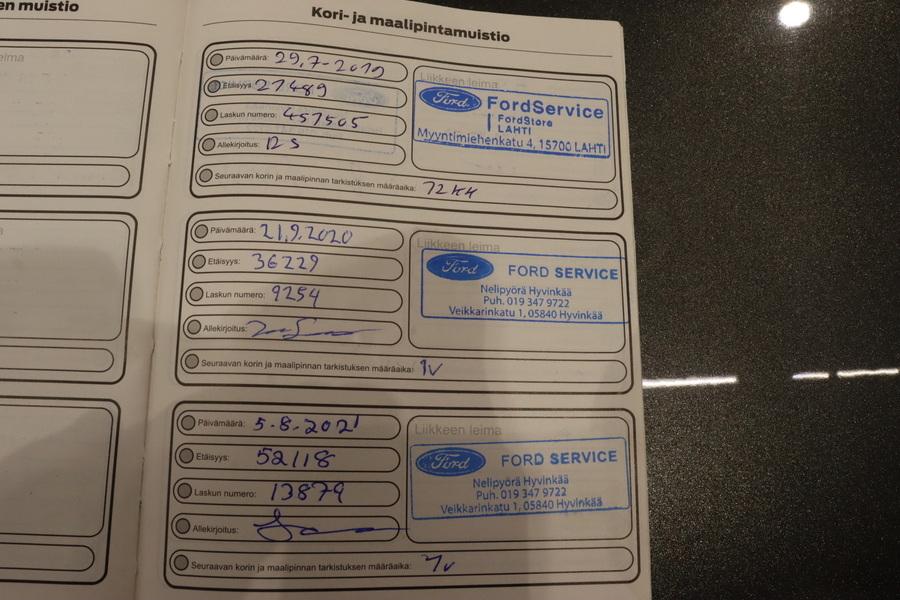 en muistio
Kori- ja maalipintamuistio
Päivämäärä: 29.7-2019
Etäisyys: 27489
Laskun numero: 457505
Allekirjoitus: DS
Seuraavan korin ja maalipinnan tarkistuksen määräaika: 12KK
Liikkeen leima
Ford FordService
FordStore
LAHTI
Myyntimiehenkatu 4, 15700 LAHTI
Päivämäärä: 21.9.2020
Etäisyys: 36229
Laskun numero: 9254
Allekirjoitus:
Seuraavan korin ja maalipinnan tarkistuksen määräaika: 1v
Liikkeen leima
Ford FORD SERVICE
Nelipyörä Hyvinkää
Puh. 019 347 9722
Veikkarinkatu 1, 05840 Hyvinkää
Päivämäärä: 5-8-2021
Etäisyys: 52118
Laskun numero: 13879
Allekirjoitus:
Seuraavan korin ja maalipinnan tarkistuksen määräaika: 1v
Liikkeen leima
Ford FORD SERVICE
Nelipyörä Hyvinkää
Puh. 019 347 9722
Veikkarinkatu 1, 05840 Hyvinkää